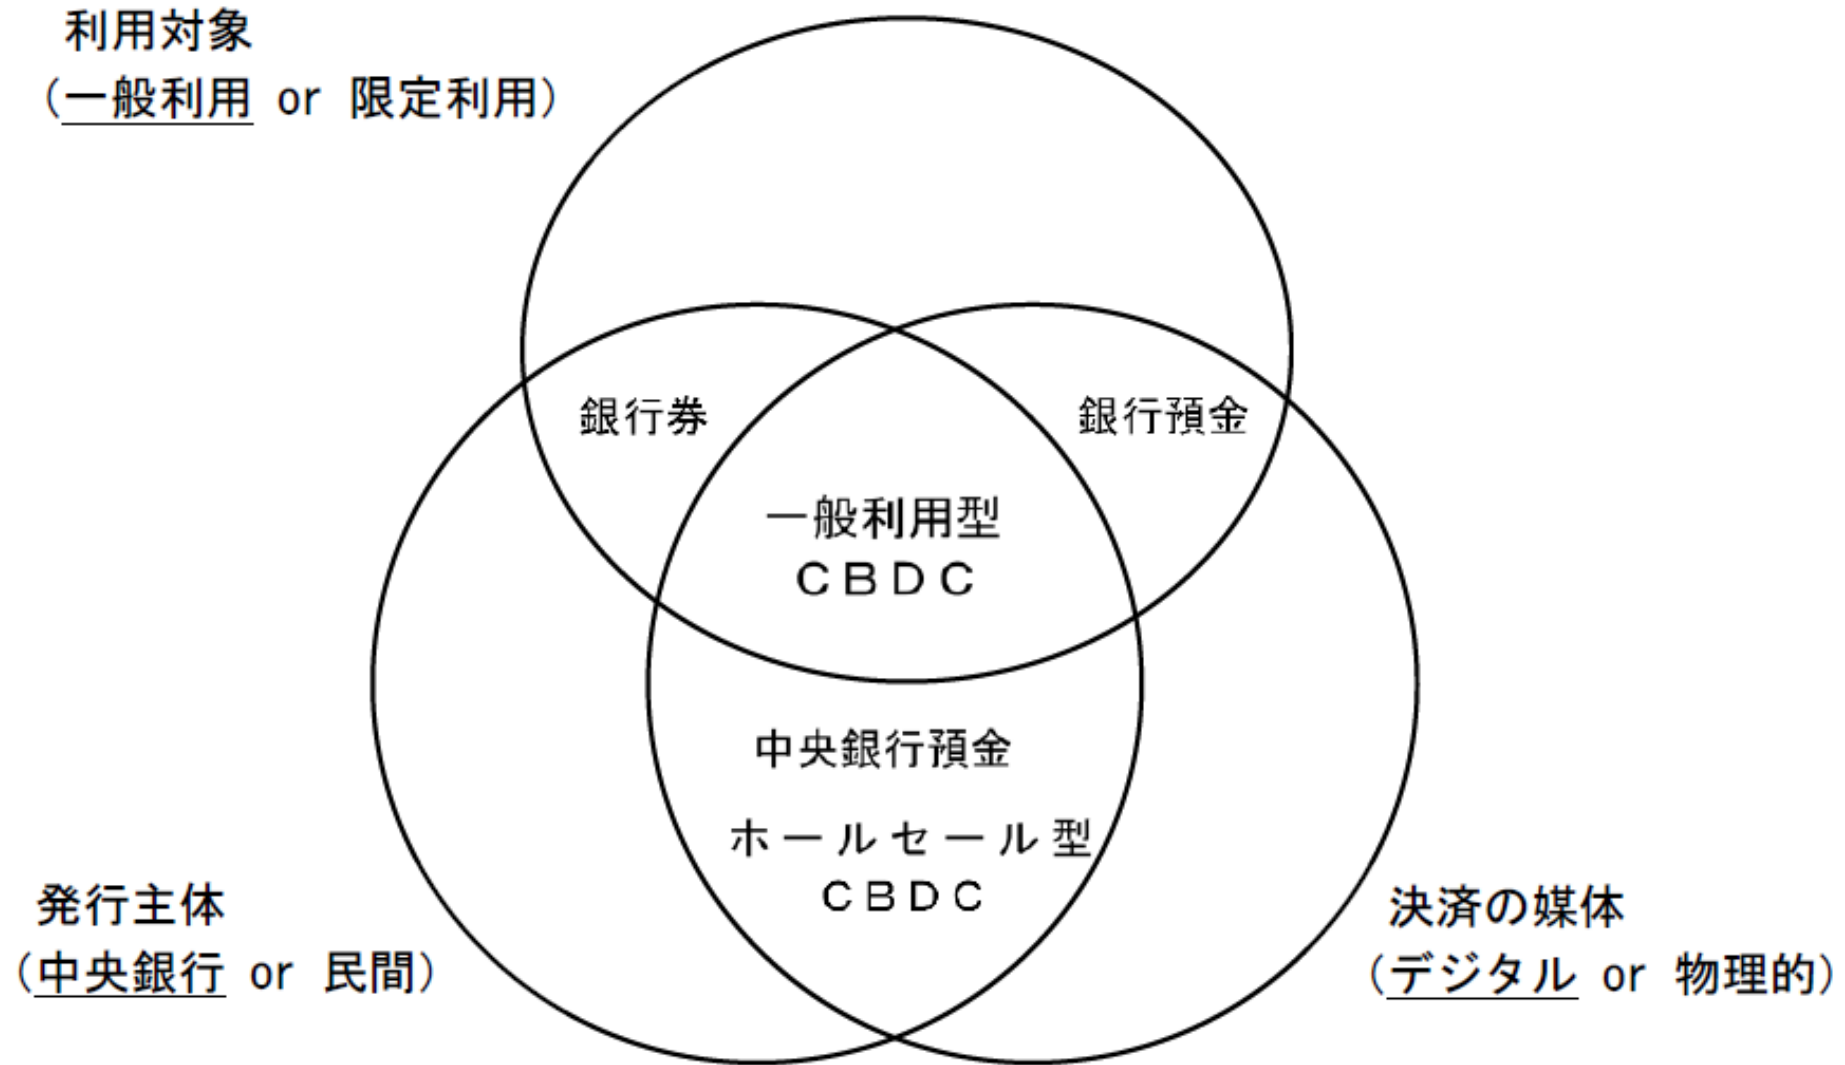 利用対象
（一般利用 or 限定利用）
銀行券
銀行預金
一般利用型
ＣＢＤＣ
中央銀行預金
ホールセール型
ＣＢＤＣ
発行主体
（中央銀行 or 民間）
決済の媒体
（デジタル or 物理的）